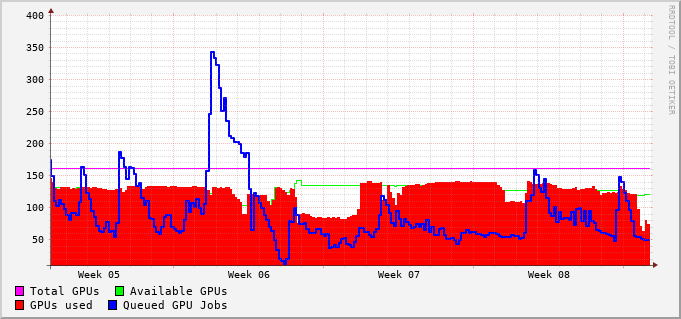 400
350
300
250
200
150
100
50
Week 05 Week 06 Week 07 Week 08
Total GPUs Available GPUs
GPUs used Queued GPU Jobs
RRDTOOL / TOBI OETIKER